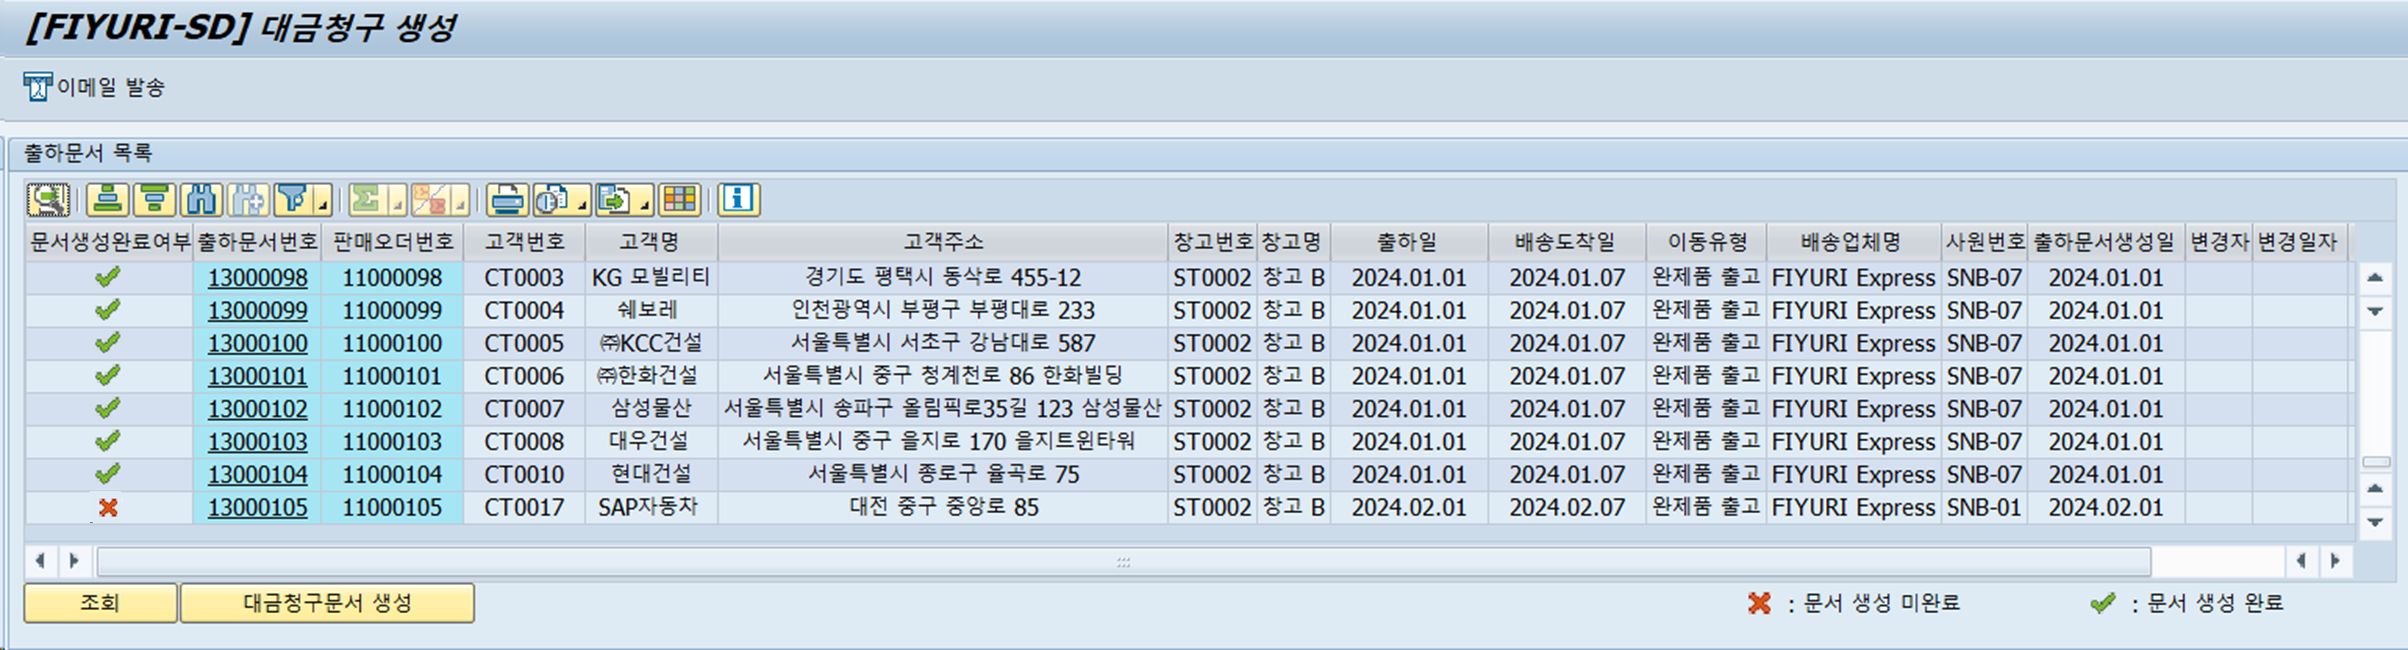 [FIYURI-SD] 대금청구 생성
이메일 발송
출하문서 목록
문서생성완료여부 출하문서번호 판매오더번호 고객번호 고객명 고객주소 창고번호 창고명 출하일 배송도착일 이동유형 배송업체명 사원번호 출하문서생성일 변경자 변경일자
13000098 11000098 CT0003 KG 모빌리티 경기도 평택시 동삭로 455-12 ST0002 창고 B 2024.01.01 2024.01.07 완제품 출고 FIYURI Express SNB-07 2024.01.01
13000099 11000099 CT0004 쉐보레 인천광역시 부평구 부평대로 233 ST0002 창고 B 2024.01.01 2024.01.07 완제품 출고 FIYURI Express SNB-07 2024.01.01
13000100 11000100 CT0005 ㈜KCC건설 서울특별시 서초구 강남대로 587 ST0002 창고 B 2024.01.01 2024.01.07 완제품 출고 FIYURI Express SNB-07 2024.01.01
13000101 11000101 CT0006 ㈜한화건설 서울특별시 중구 청계천로 86 한화빌딩 ST0002 창고 B 2024.01.01 2024.01.07 완제품 출고 FIYURI Express SNB-07 2024.01.01
13000102 11000102 CT0007 삼성물산 서울특별시 송파구 올림픽로35길 123 삼성물산 ST0002 창고 B 2024.01.01 2024.01.07 완제품 출고 FIYURI Express SNB-07 2024.01.01
13000103 11000103 CT0008 대우건설 서울특별시 중구 을지로 170 을지트윈타워 ST0002 창고 B 2024.01.01 2024.01.07 완제품 출고 FIYURI Express SNB-07 2024.01.01
13000104 11000104 CT0010 현대건설 서울특별시 종로구 율곡로 75 ST0002 창고 B 2024.01.01 2024.01.07 완제품 출고 FIYURI Express SNB-07 2024.01.01
13000105 11000105 CT0017 SAP자동차 대전 중구 중앙로 85 ST0002 창고 B 2024.02.01 2024.02.07 완제품 출고 FIYURI Express SNB-01 2024.02.01
조회 대금청구문서 생성 : 문서 생성 미완료 : 문서 생성 완료